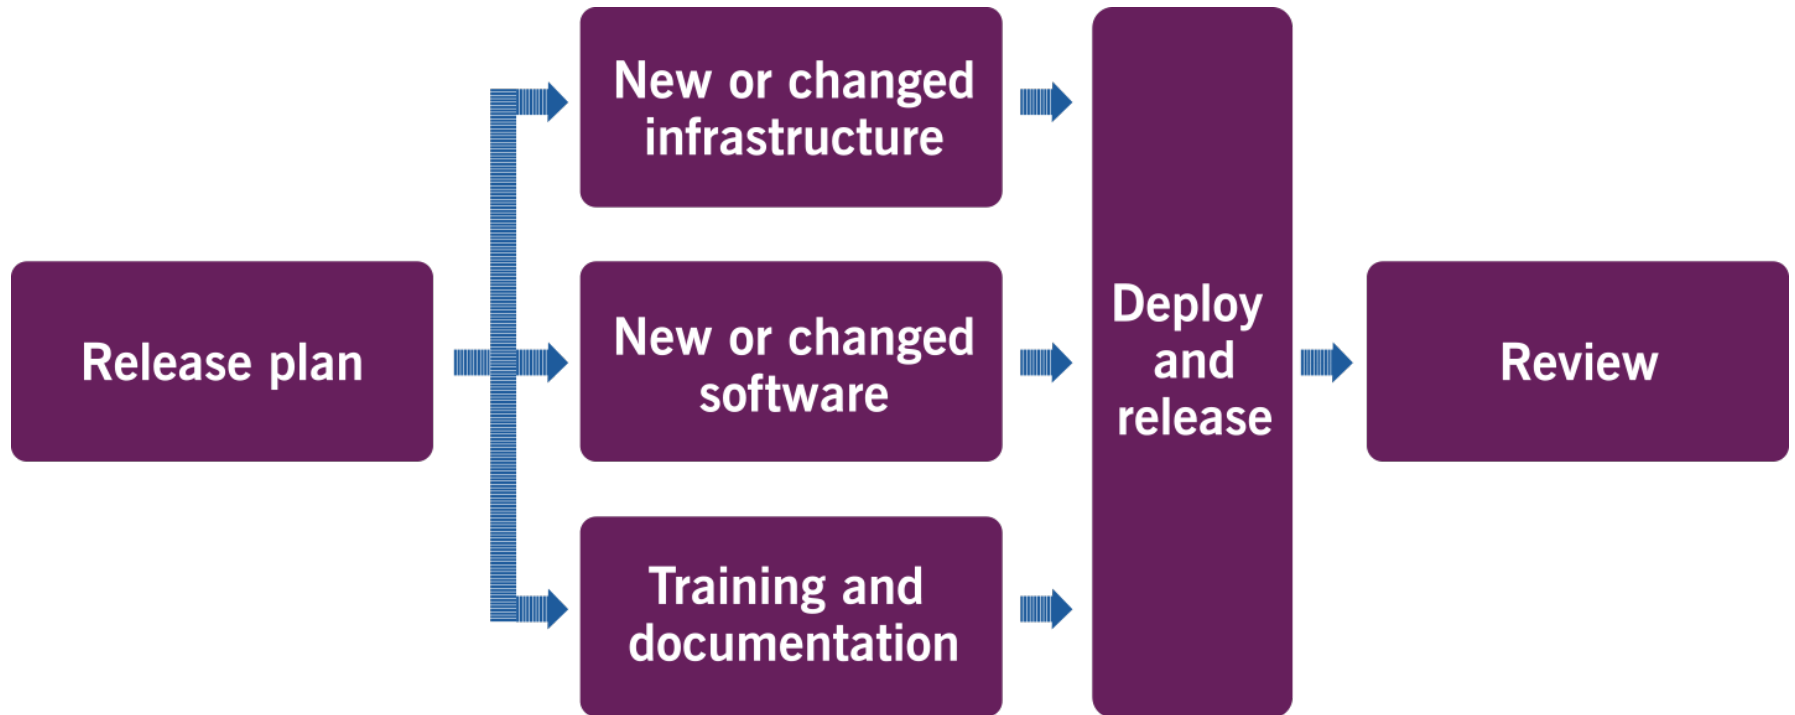 Release plan
New or changed
infrastructure
New or changed
software
Training and
documentation
Deploy
and
release
Review